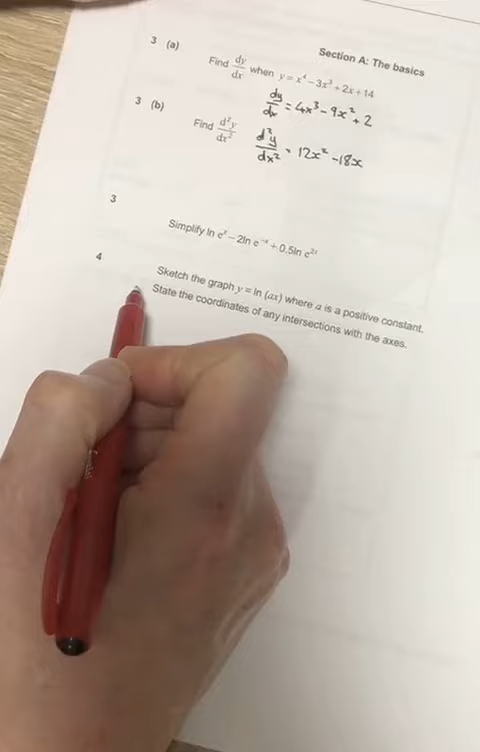 Section A: The basics
3 (a)
Find dy/dx when y = x⁴ − 3x³ + 2x + 14
dy/dx = 4x³ − 9x² + 2
3 (b)
Find d²y/dx²
d²y/dx² = 12x² − 18x
3
Simplify ln eˣ − 2ln e⁻ˣ + 0.5ln e²ˣ
4
Sketch the graph y = ln (ax) where a is a positive constant.
State the coordinates of any intersections with the axes.